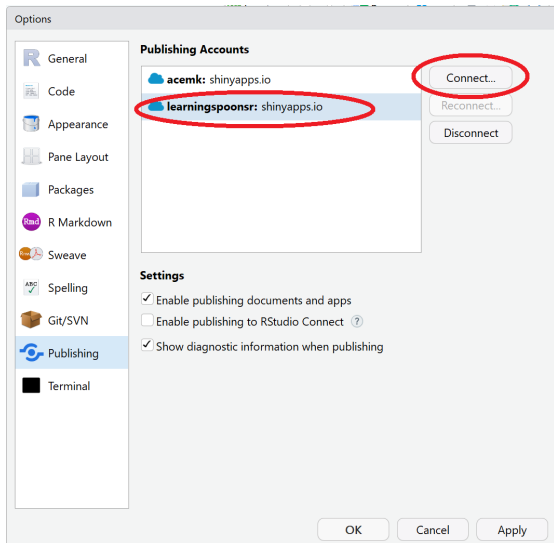 Options
General
Code
Appearance
Pane Layout
Packages
Rmd R Markdown
Sweave
ABC Spelling
Git/SVN
Publishing
Terminal
Publishing Accounts
acemk: shinyapps.io
learningspoonsr: shinyapps.io
Connect...
Reconnect...
Disconnect
Settings
Enable publishing documents and apps
Enable publishing to RStudio Connect ?
Show diagnostic information when publishing
OK Cancel Apply